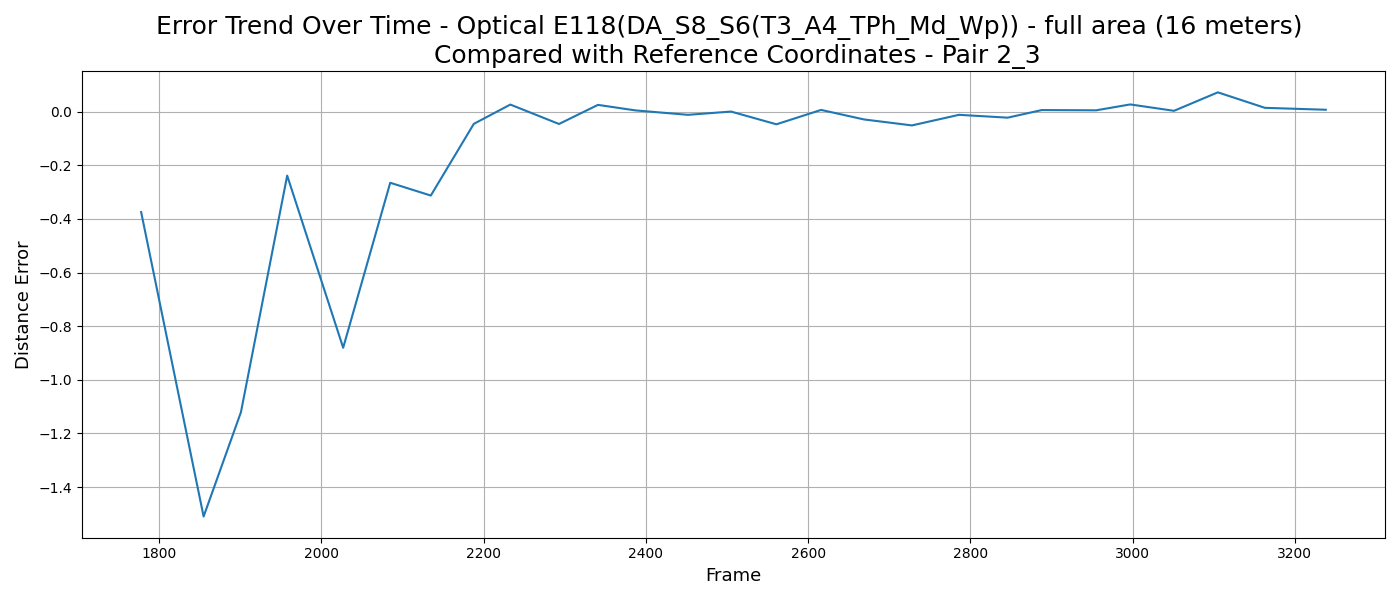 Error Trend Over Time - Optical E118(DA_S8_S6(T3_A4_TPh_Md_Wp)) - full area (16 meters)
Compared with Reference Coordinates - Pair 2_3
Distance Error
0.0
−0.2
−0.4
−0.6
−0.8
−1.0
−1.2
−1.4
1800 2000 2200 2400 2600 2800 3000 3200
Frame